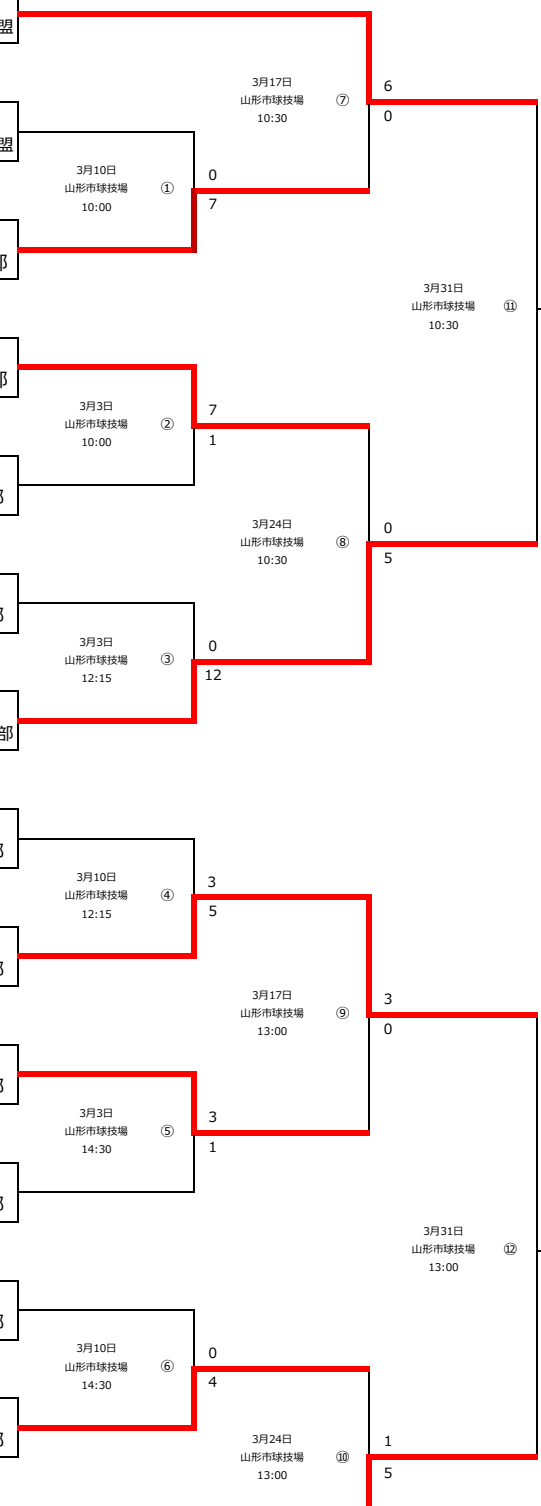 盟
3月17日
山形市球技場 ⑦
10:30
6
0
盟
3月10日
山形市球技場 ①
10:00
0
7
部
3月31日
山形市球技場 ⑪
10:30
部
3月3日
山形市球技場 ②
10:00
7
1
部
3月24日
山形市球技場 ⑧
10:30
0
5
部
3月3日
山形市球技場 ③
12:15
0
12
部
部
3月10日
山形市球技場 ④
12:15
3
5
部
3月17日
山形市球技場 ⑨
13:00
3
0
部
3月3日
山形市球技場 ⑤
14:30
3
1
部
3月31日
山形市球技場 ⑫
13:00
部
3月10日
山形市球技場 ⑥
14:30
0
4
部
3月24日
山形市球技場 ⑩
13:00
1
5